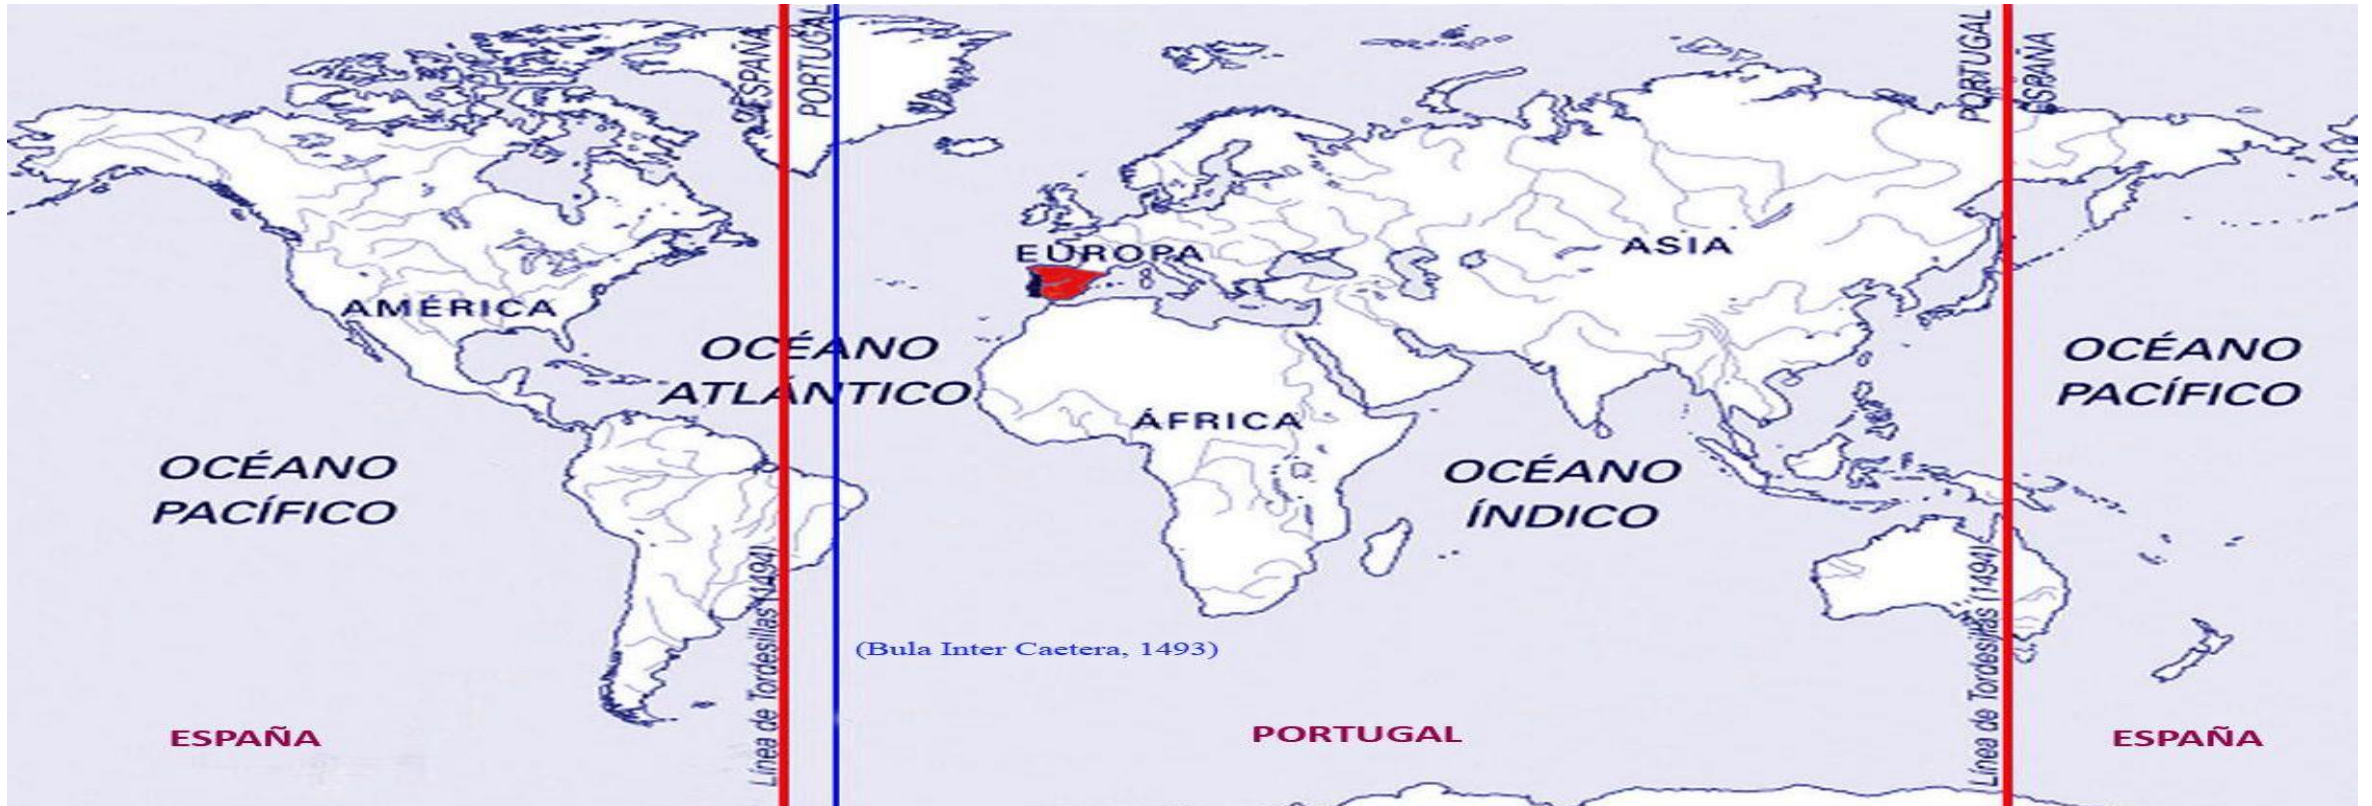 ESPAÑA
PORTUGAL
PORTUGAL
ESPAÑA
EUROPA
ASIA
AMÉRICA
OCÉANO
ATLÁNTICO
OCÉANO
PACÍFICO
ÁFRICA
OCÉANO
PACÍFICO
OCÉANO
ÍNDICO
Línea de Tordesillas (1494)
(Bula Inter Caetera, 1493)
Línea de Tordesillas (1494)
ESPAÑA
PORTUGAL
ESPAÑA